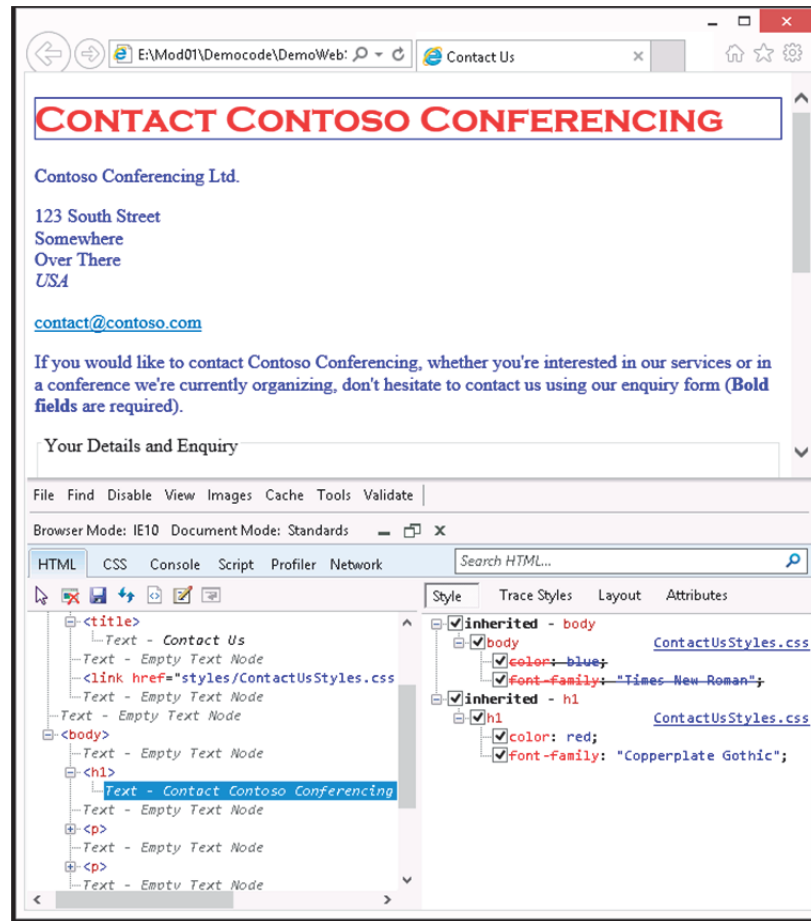 E:\Mod01\Democode\DemoWeb:
Contact Us
CONTACT CONTOSO CONFERENCING
Contoso Conferencing Ltd.
123 South Street
Somewhere
Over There
USA
contact@contoso.com
If you would like to contact Contoso Conferencing, whether you're interested in our services or in
a conference we're currently organizing, don't hesitate to contact us using our enquiry form (Bold
fields are required).
Your Details and Enquiry
File Find Disable View Images Cache Tools Validate
Browser Mode: IE10 Document Mode: Standards
HTML CSS Console Script Profiler Network Search HTML...
Style Trace Styles Layout Attributes
<title>
Text - Contact Us
Text - Empty Text Node
<link href="styles/ContactUsStyles.css
Text - Empty Text Node
Text - Empty Text Node
<body>
Text - Empty Text Node
<h1>
Text - Contact Contoso Conferencing
Text - Empty Text Node
<p>
Text - Empty Text Node
<p>
Text - Empty Text Node
inherited - body
body ContactUsStyles.css
color: blue;
font-family: "Times New Roman";
inherited - h1
h1 ContactUsStyles.css
color: red;
font-family: "Copperplate Gothic";